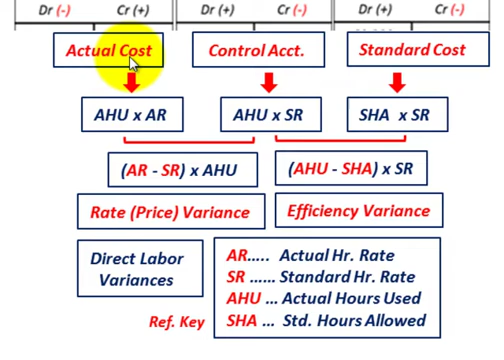 Dr (-) Cr (+) Dr (+) Cr (-) Dr (+) Cr (-)
Actual Cost Control Acct. Standard Cost
AHU x AR AHU x SR SHA x SR
(AR - SR) x AHU (AHU - SHA) x SR
Rate (Price) Variance Efficiency Variance
Direct Labor
Variances
AR..... Actual Hr. Rate
SR ...... Standard Hr. Rate
AHU ... Actual Hours Used
SHA ... Std. Hours Allowed
Ref. Key